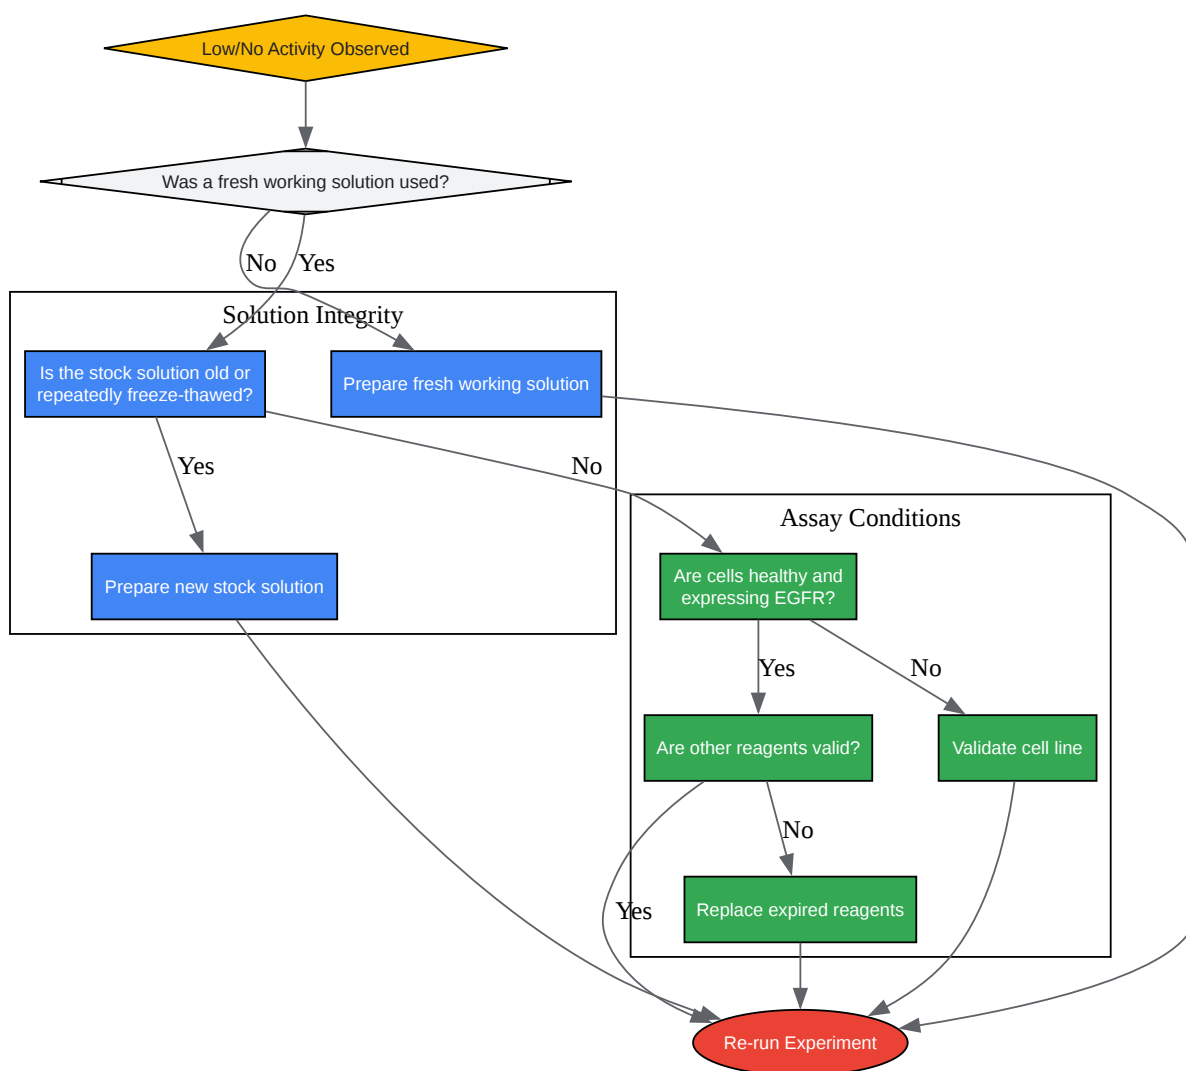 Low/No Activity Observed
Was a fresh working solution used?
No
Yes
Solution Integrity
Is the stock solution old or
repeatedly freeze-thawed?
Prepare fresh working solution
Yes
No
Prepare new stock solution
Assay Conditions
Are cells healthy and
expressing EGFR?
Yes
No
Are other reagents valid?
Validate cell line
No
Yes
Replace expired reagents
Re-run Experiment